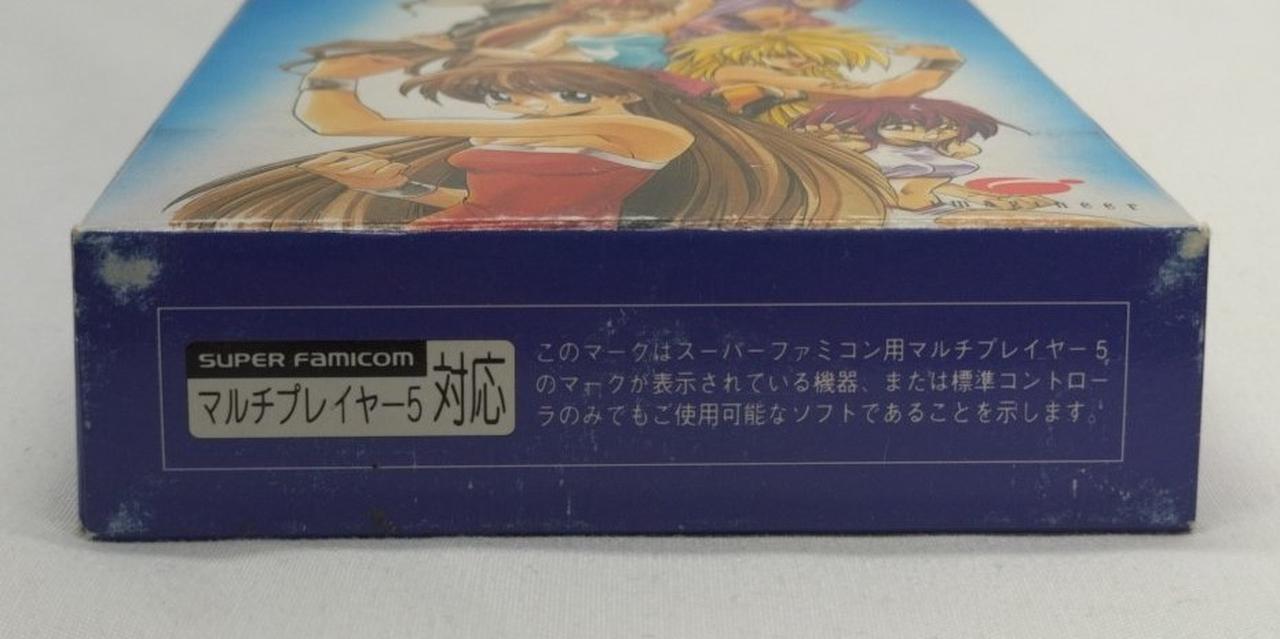 imagineer
SUPER FAMICOM
マルチプレイヤー5 対応
このマークはスーパーファミコン用マルチプレイヤー5
のマークが表示されている機器、または標準コントロー
ラのみでもご使用可能なソフトであることを示します。